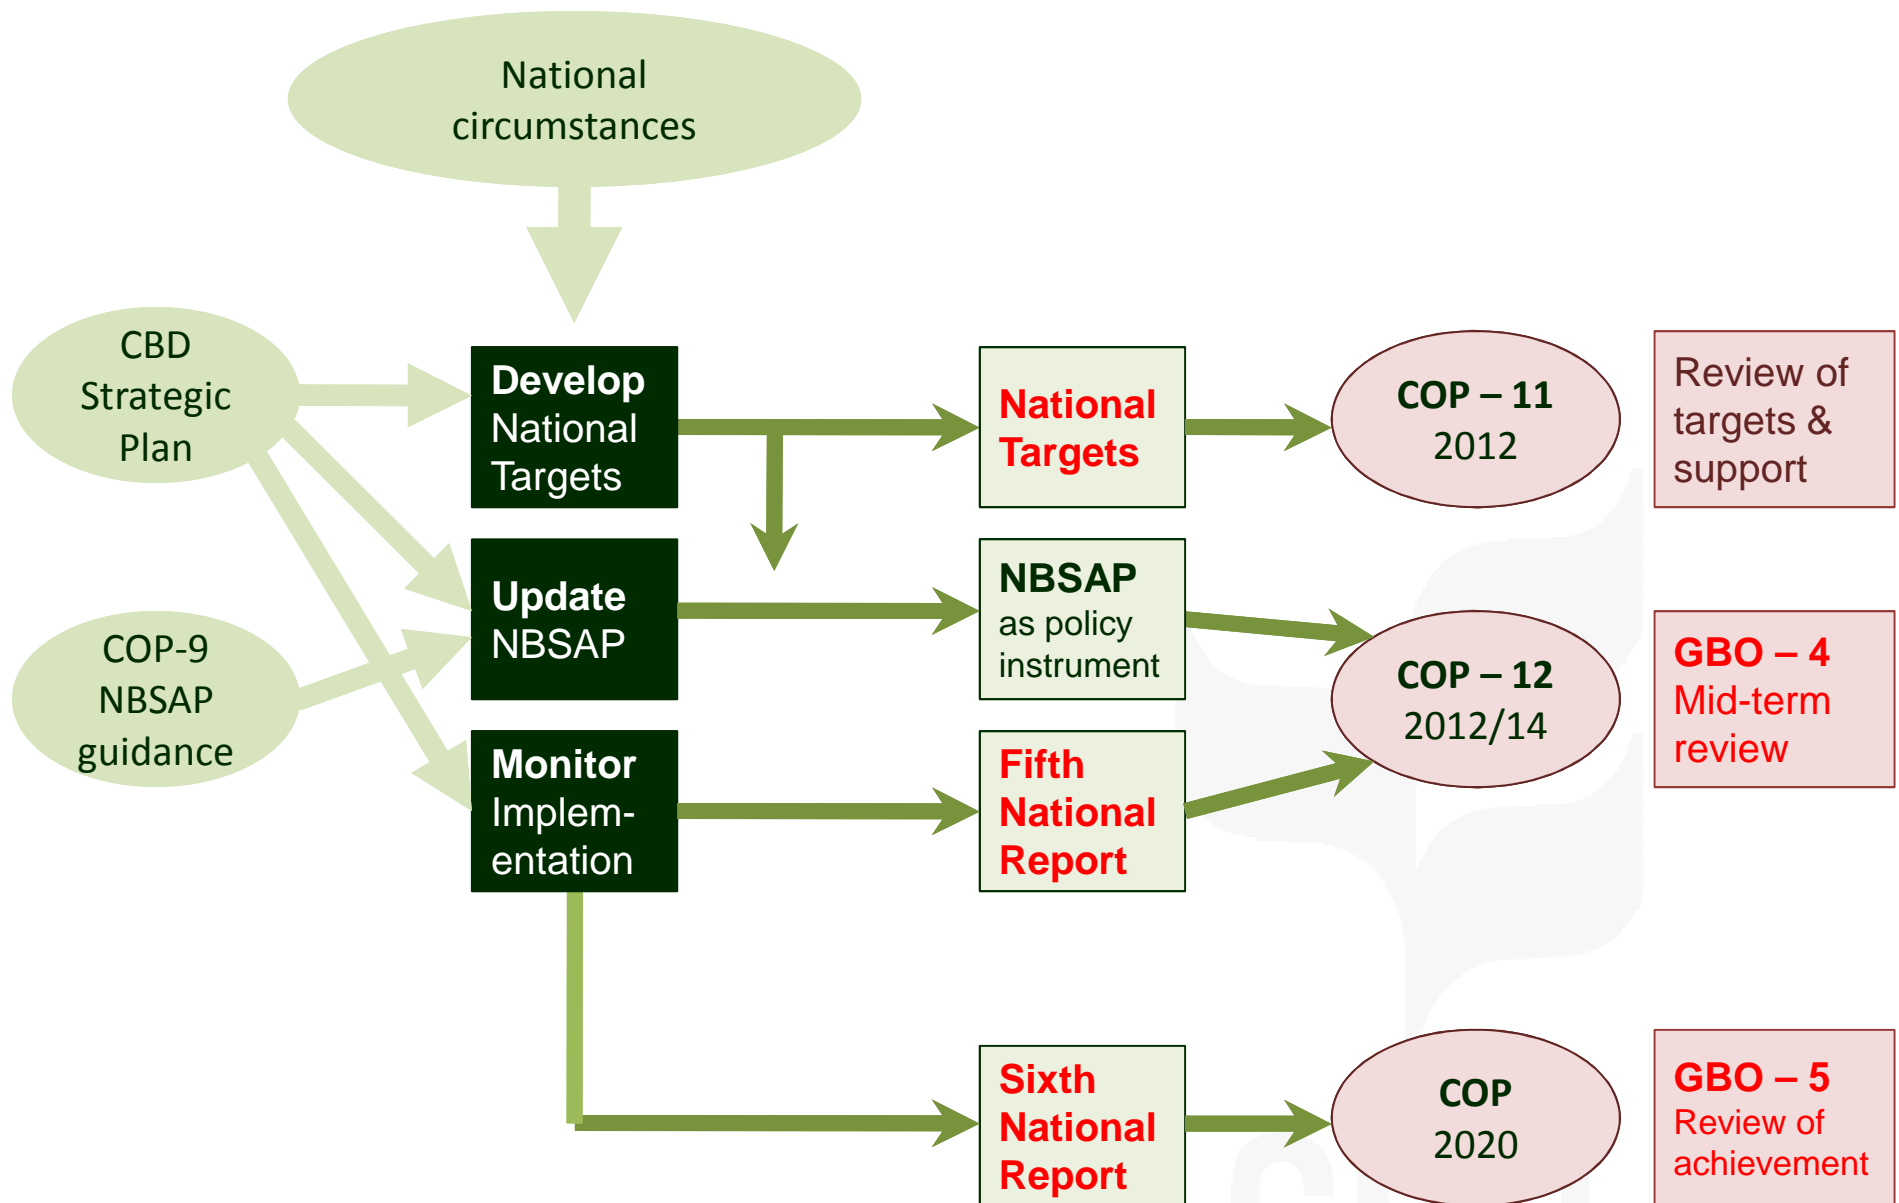 National
circumstances
CBD
Strategic
Plan
COP-9
NBSAP
guidance
Develop
National
Targets
Update
NBSAP
Monitor
Implem-
entation
National
Targets
NBSAP
as policy
instrument
Fifth
National
Report
Sixth
National
Report
COP – 11
2012
COP – 12
2012/14
COP
2020
Review of
targets &
support
GBO – 4
Mid-term
review
GBO – 5
Review of
achievement